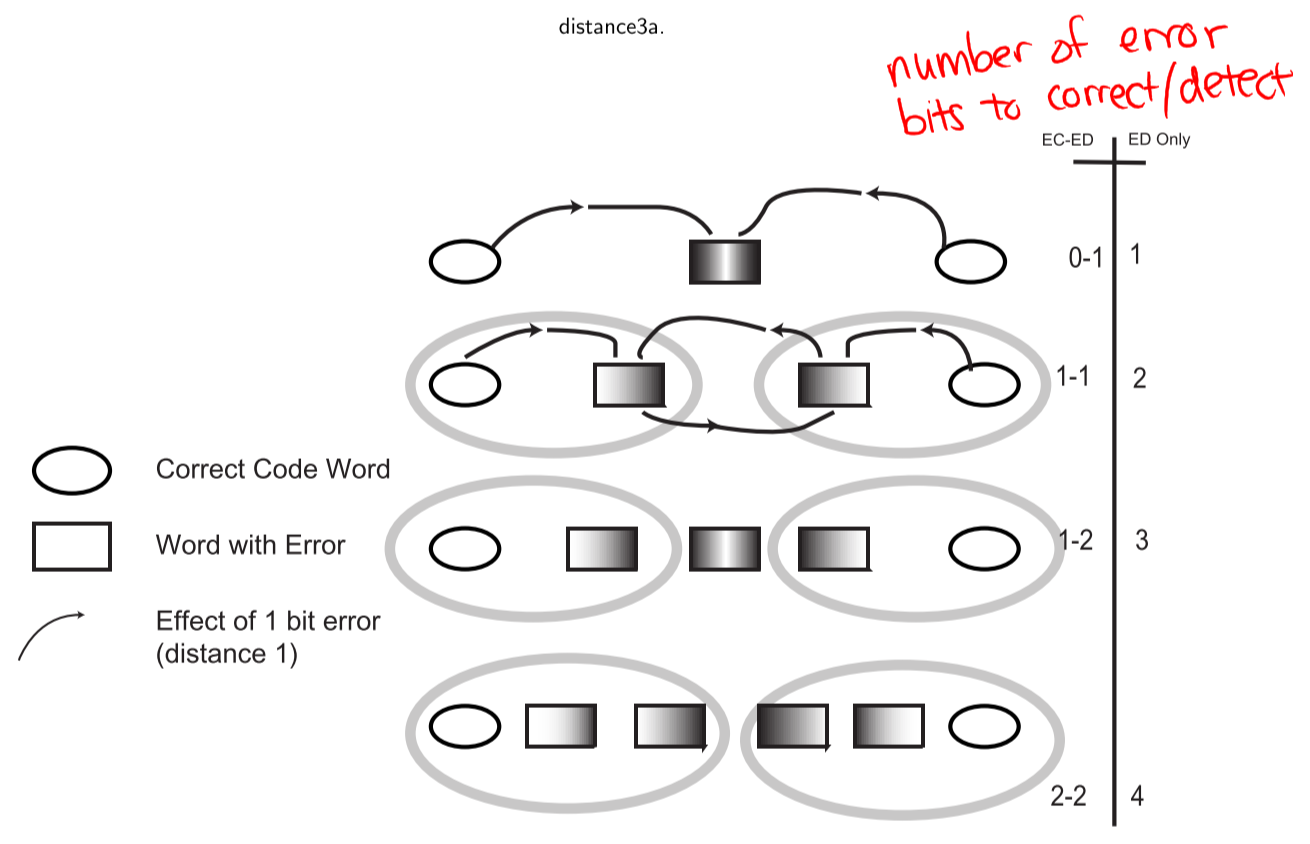 distance3a.
number of error
bits to correct/detect
EC-ED ED Only
0-1 1
1-1 2
Correct Code Word
Word with Error
1-2 3
Effect of 1 bit error
(distance 1)
2-2 4